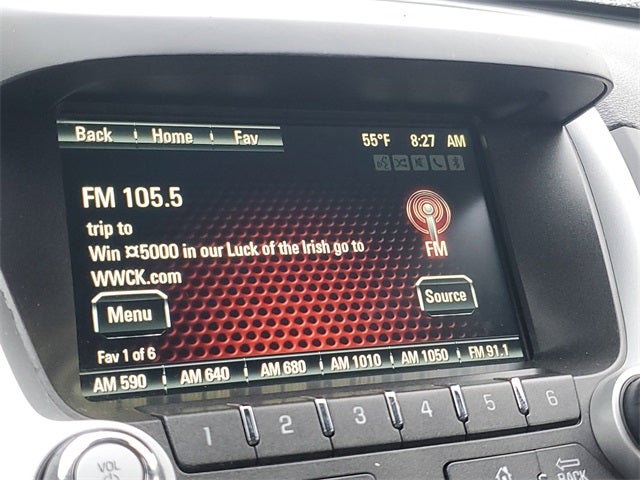 Back Home Fav 55°F 8:27 AM
FM 105.5
trip to
Win ¤5000 in our Luck of the Irish go to
WWCK.com
FM
Menu Source
Fav 1 of 6
AM 590 AM 640 AM 680 AM 1010 AM 1050 FM 91.1
1 2 3 4 5 6
VOL
BACK